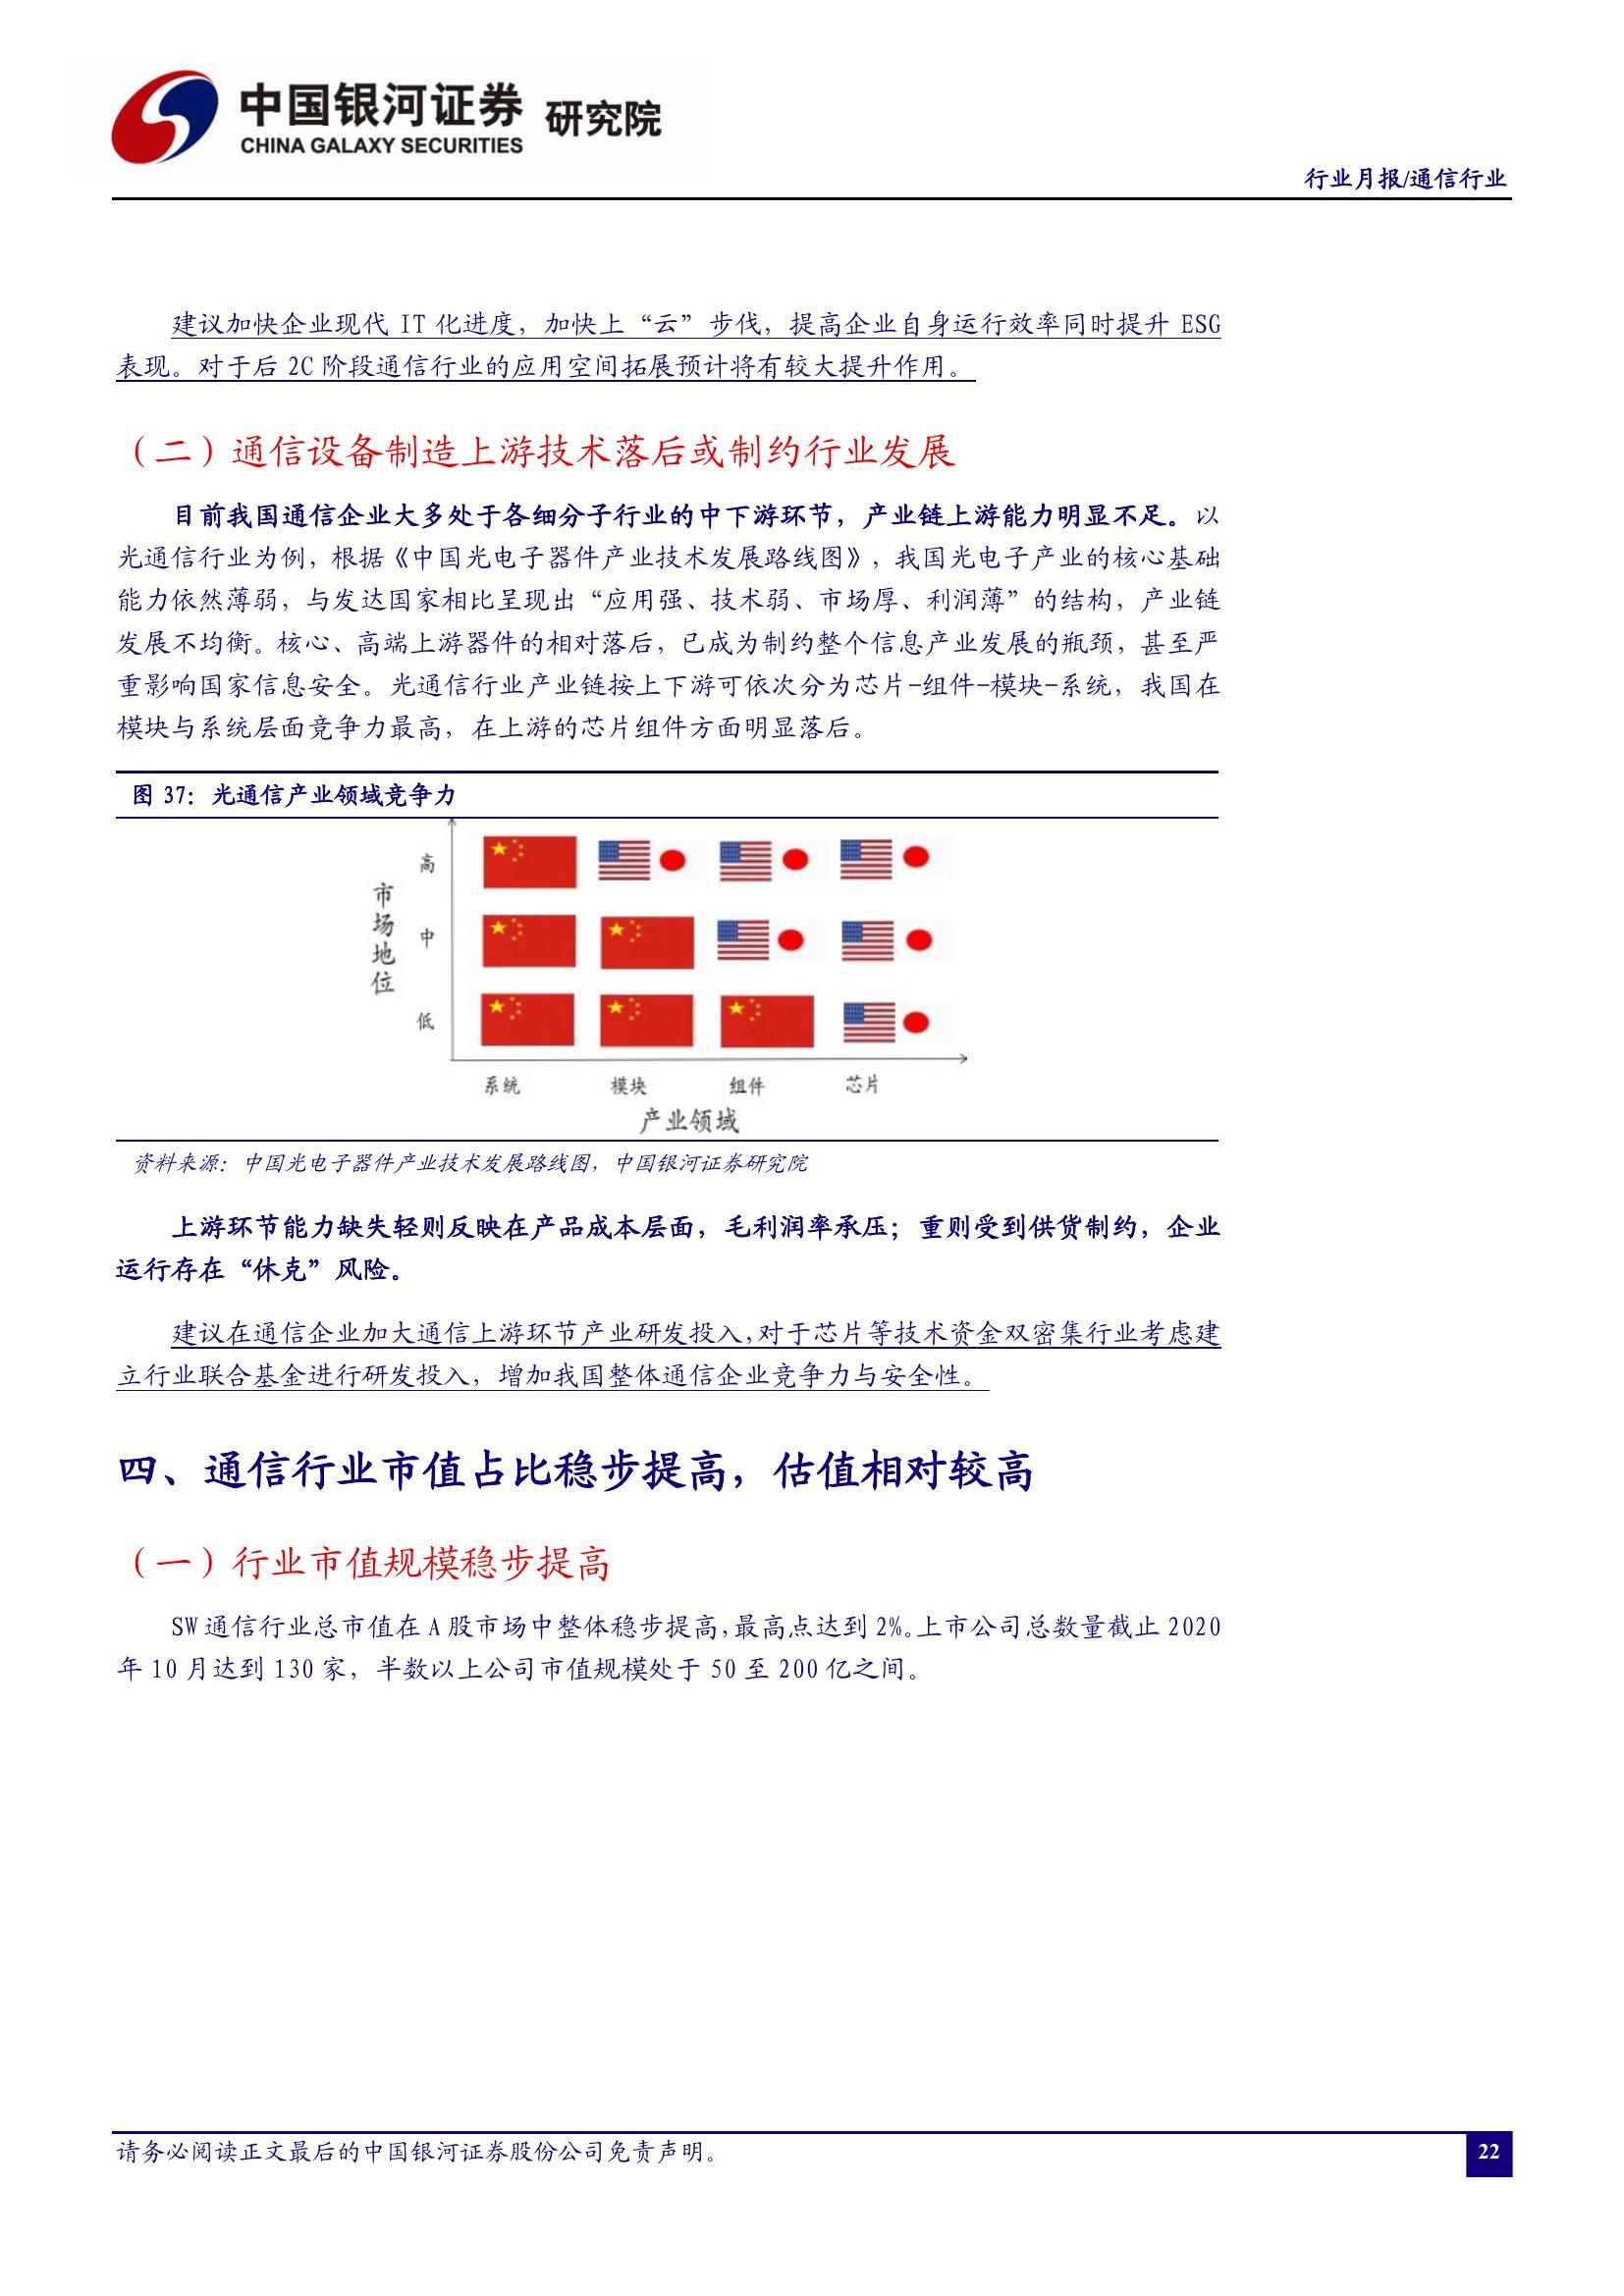 中国银河证券 研究院
CHINA GALAXY SECURITIES
行业月报/通信行业
建议加快企业现代 IT 化进度，加快上“云”步伐，提高企业自身运行效率同时提升 ESG
表现。对于后 2C 阶段通信行业的应用空间拓展预计将有较大提升作用。
（二）通信设备制造上游技术落后或制约行业发展
目前我国通信企业大多处于各细分子行业的中下游环节，产业链上游能力明显不足。以
光通信行业为例，根据《中国光电子器件产业技术发展路线图》，我国光电子产业的核心基础
能力依然薄弱，与发达国家相比呈现出“应用强、技术弱、市场厚、利润薄”的结构，产业链
发展不均衡。核心、高端上游器件的相对落后，已成为制约整个信息产业发展的瓶颈，甚至严
重影响国家信息安全。光通信行业产业链按上下游可依次分为芯片-组件-模块-系统，我国在
模块与系统层面竞争力最高，在上游的芯片组件方面明显落后。
图 37：光通信产业领域竞争力
市场地位
高
中
低
系统 模块 组件 芯片
产业领域
资料来源：中国光电子器件产业技术发展路线图，中国银河证券研究院
上游环节能力缺失轻则反映在产品成本层面，毛利润率承压；重则受到供货制约，企业
运行存在“休克”风险。
建议在通信企业加大通信上游环节产业研发投入，对于芯片等技术资金双密集行业考虑建
立行业联合基金进行研发投入，增加我国整体通信企业竞争力与安全性。
四、通信行业市值占比稳步提高，估值相对较高
（一）行业市值规模稳步提高
SW 通信行业总市值在 A 股市场中整体稳步提高，最高点达到 2%。上市公司总数量截止 2020
年 10 月达到 130 家，半数以上公司市值规模处于 50 至 200 亿之间。
请务必阅读正文最后的中国银河证券股份公司免责声明。
22